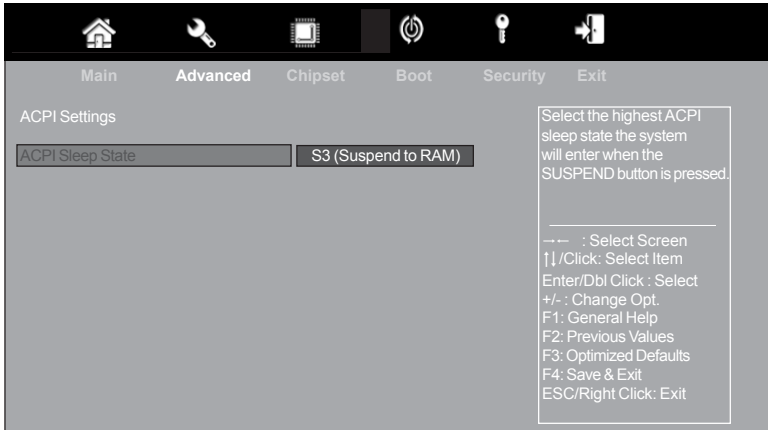 Main Advanced Chipset Boot Security Exit
ACPI Settings
ACPI Sleep State S3 (Suspend to RAM)
Select the highest ACPI
sleep state the system
will enter when the
SUSPEND button is pressed.
→← : Select Screen
↑↓/Click: Select Item
Enter/Dbl Click : Select
+/- : Change Opt.
F1: General Help
F2: Previous Values
F3: Optimized Defaults
F4: Save & Exit
ESC/Right Click: Exit